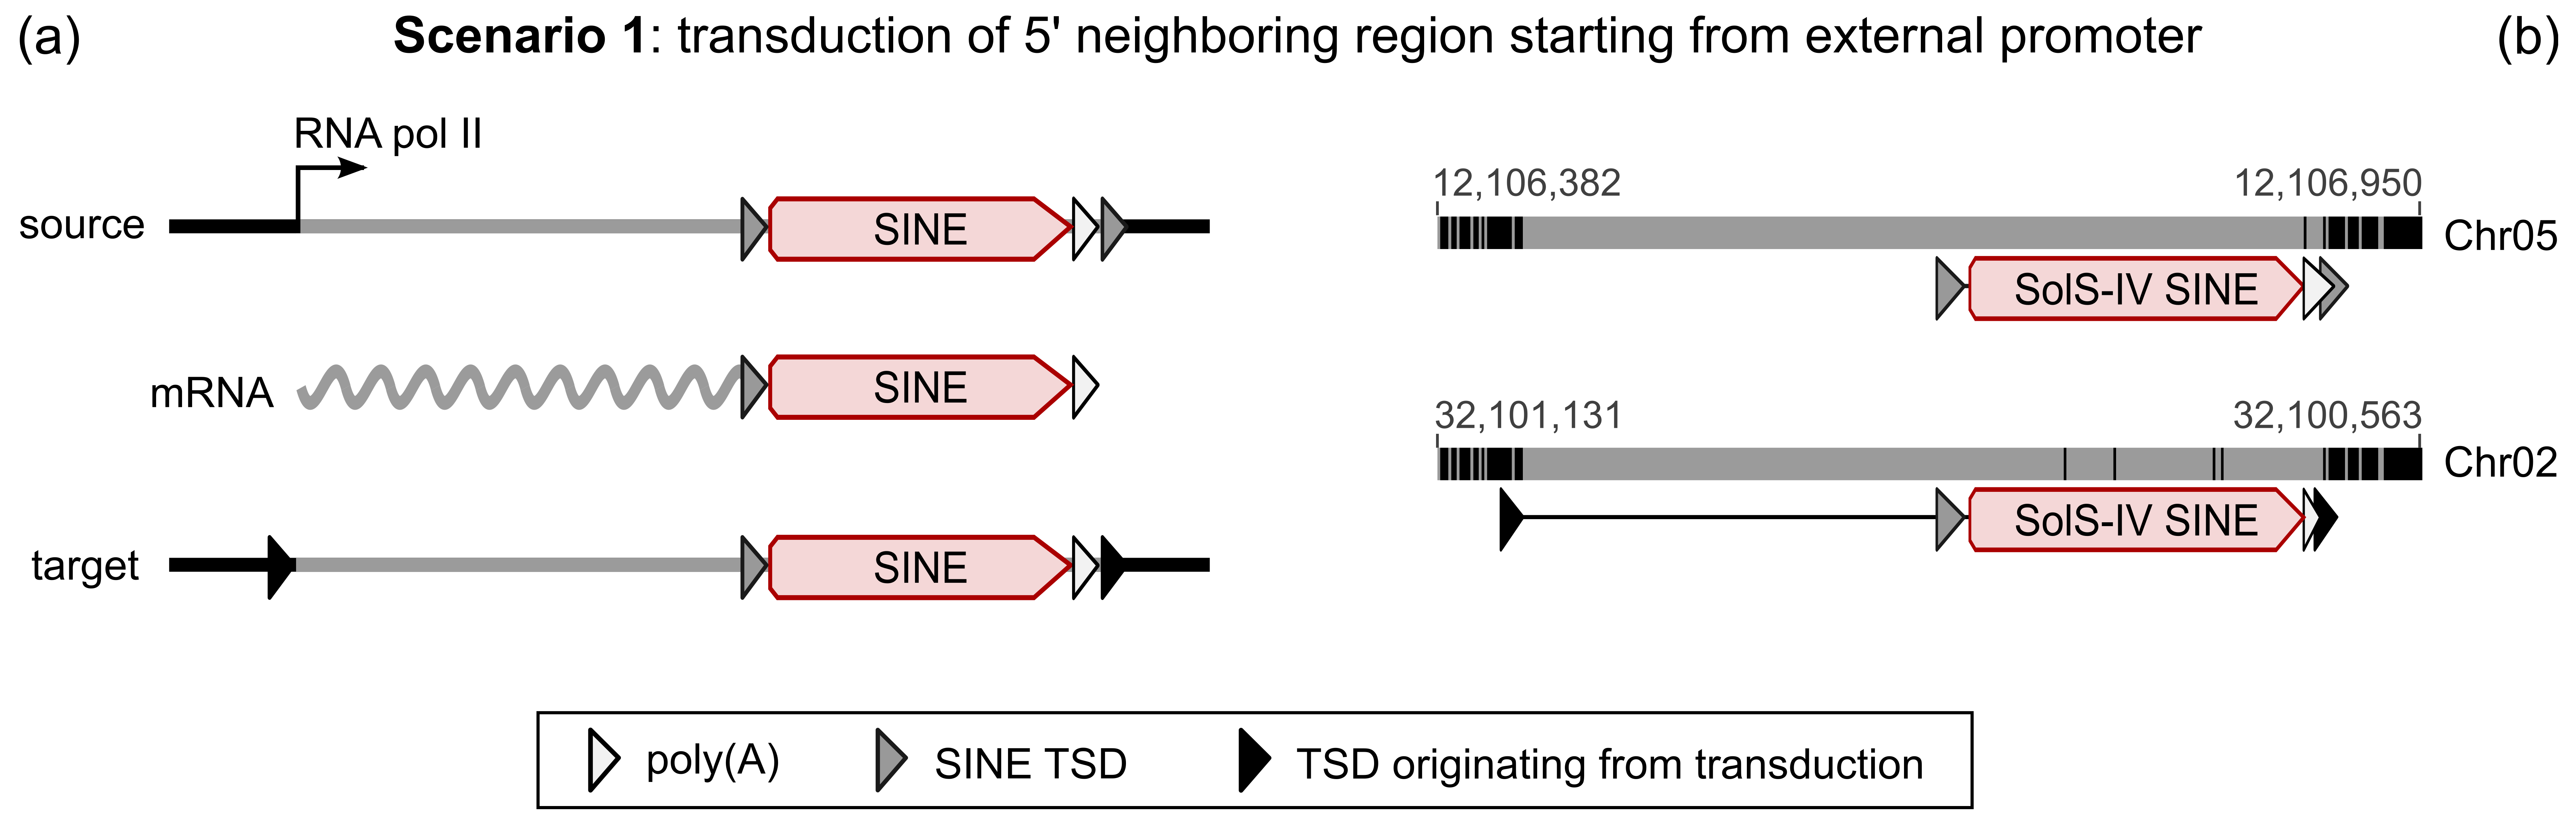 (a)
Scenario 1: transduction of 5' neighboring region starting from external promoter
(b)
RNA pol II
source
SINE
mRNA
SINE
target
SINE
12,106,382
12,106,950
Chr05
SolS-IV SINE
32,101,131
32,100,563
Chr02
SolS-IV SINE
poly(A)
SINE TSD
TSD originating from transduction